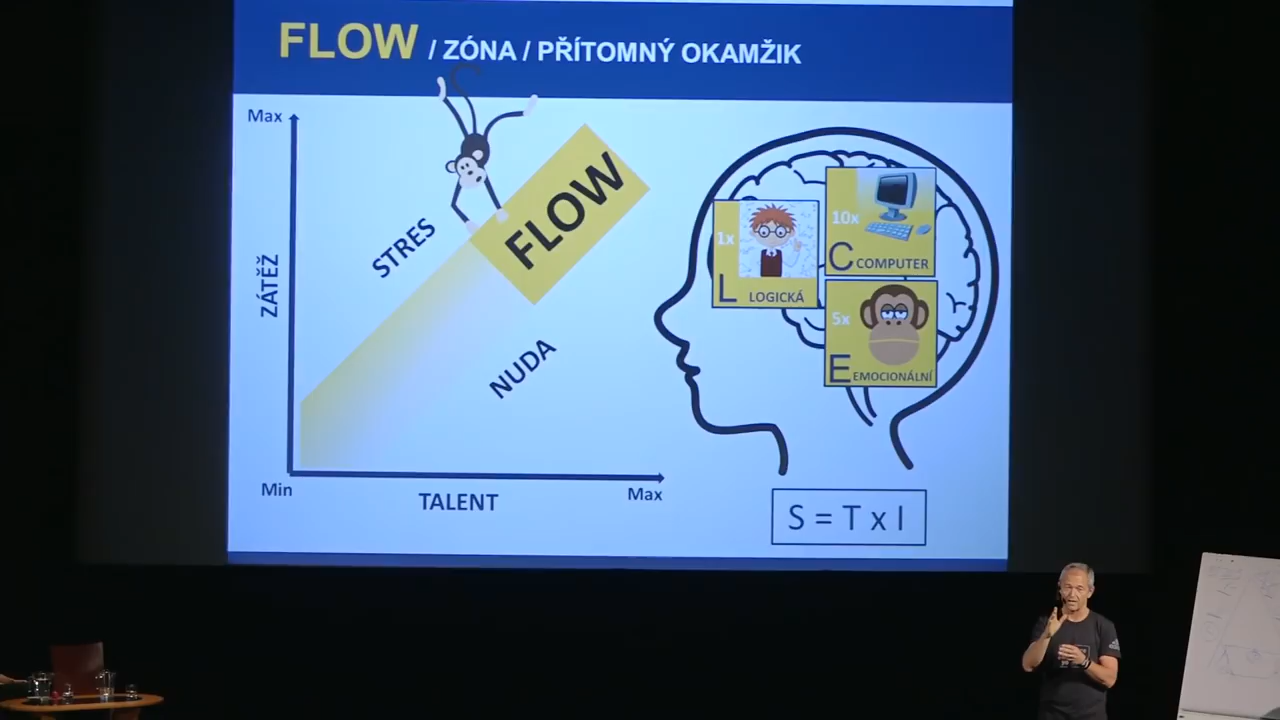 FLOW / ZÓNA / PŘÍTOMNÝ OKAMŽIK
Max
ZÁTĚŽ
STRES
FLOW
NUDA
Min
TALENT
Max
1x
L LOGICKÁ
10x
C COMPUTER
5x
E EMOCIONÁLNÍ
S = T x I